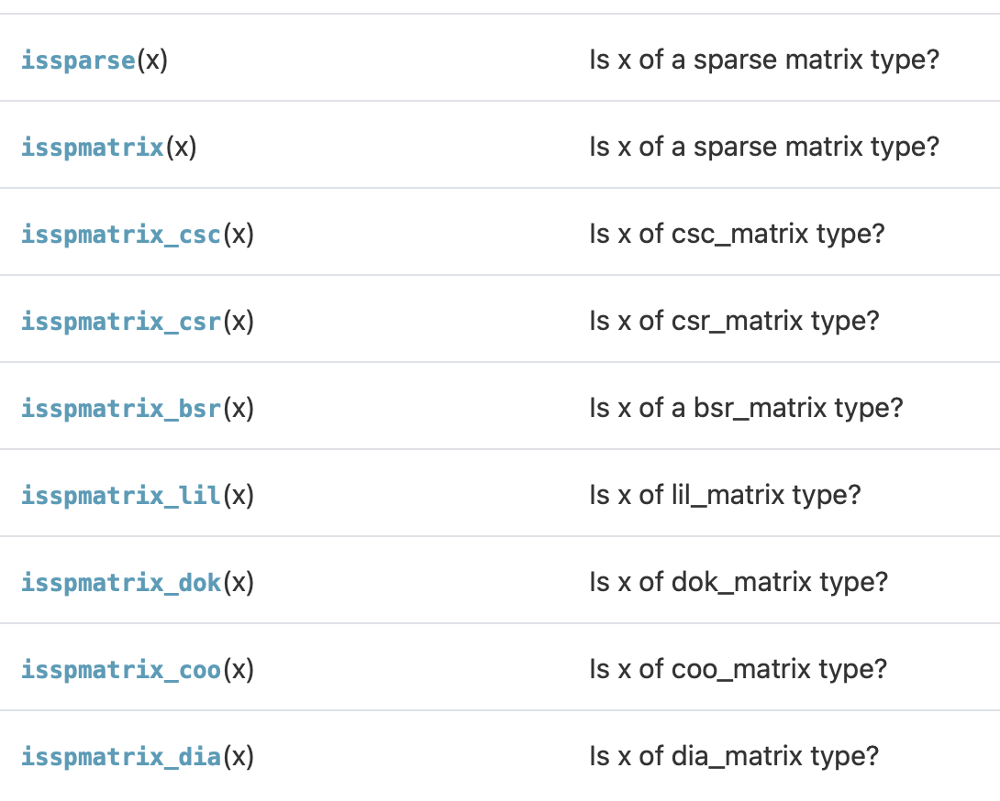 issparse(x) Is x of a sparse matrix type?
isspmatrix(x) Is x of a sparse matrix type?
isspmatrix_csc(x) Is x of csc_matrix type?
isspmatrix_csr(x) Is x of csr_matrix type?
isspmatrix_bsr(x) Is x of a bsr_matrix type?
isspmatrix_lil(x) Is x of lil_matrix type?
isspmatrix_dok(x) Is x of dok_matrix type?
isspmatrix_coo(x) Is x of coo_matrix type?
isspmatrix_dia(x) Is x of dia_matrix type?